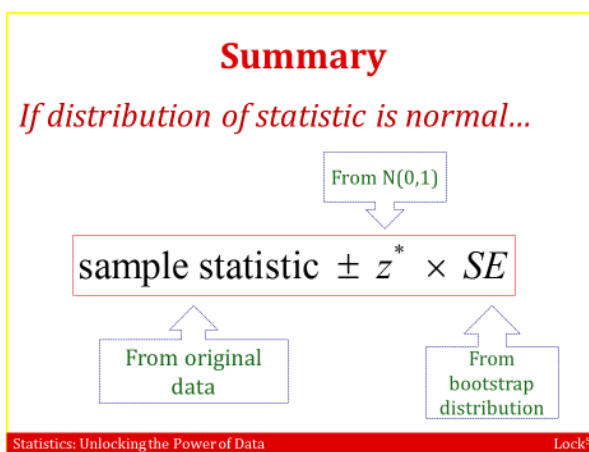 Summary
If distribution of statistic is normal…
From N(0,1)
sample statistic ± z* × SE
From original
data
From
bootstrap
distribution
Statistics: Unlocking the Power of Data
Lock⁵